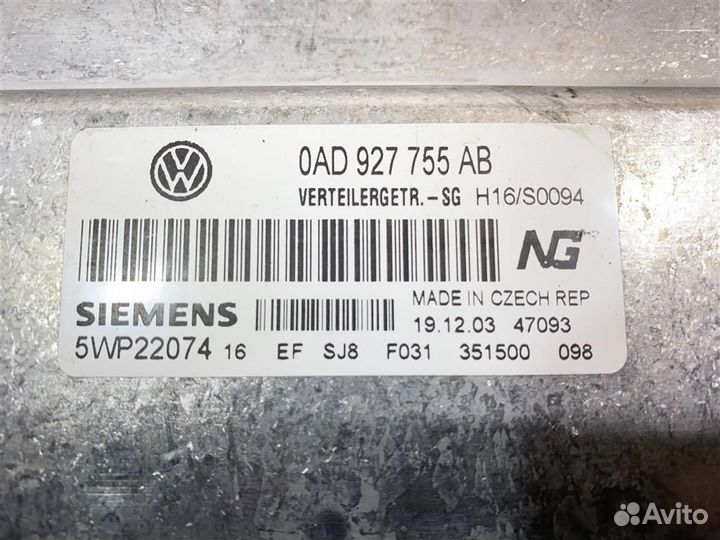 0AD 927 755 AB
VERTEILERGETR.-SG H16/S0094
NG
SIEMENS
MADE IN CZECH REP
19.12.03 47093
5WP22074 16 EF SJ8 F031 351500 098
Avito